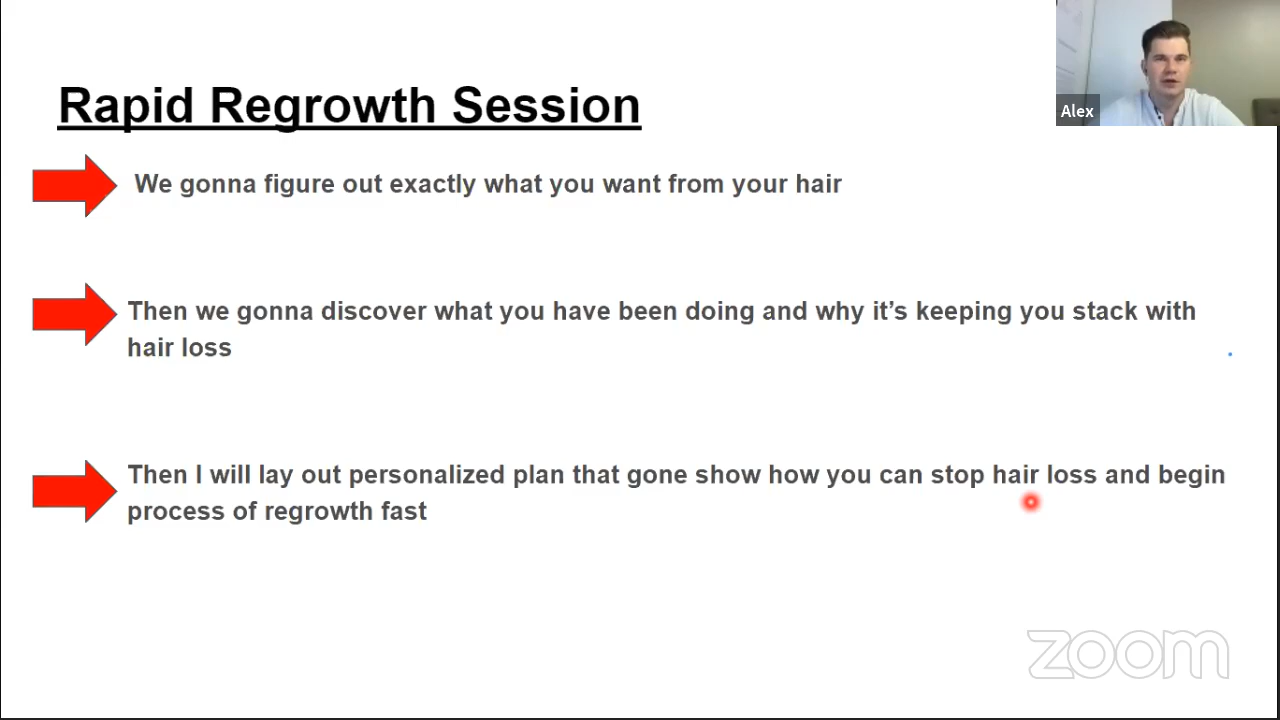 Alex
Rapid Regrowth Session
We gonna figure out exactly what you want from your hair
Then we gonna discover what you have been doing and why it’s keeping you stack with
hair loss
Then I will lay out personalized plan that gone show how you can stop hair loss and begin
process of regrowth fast
zoom